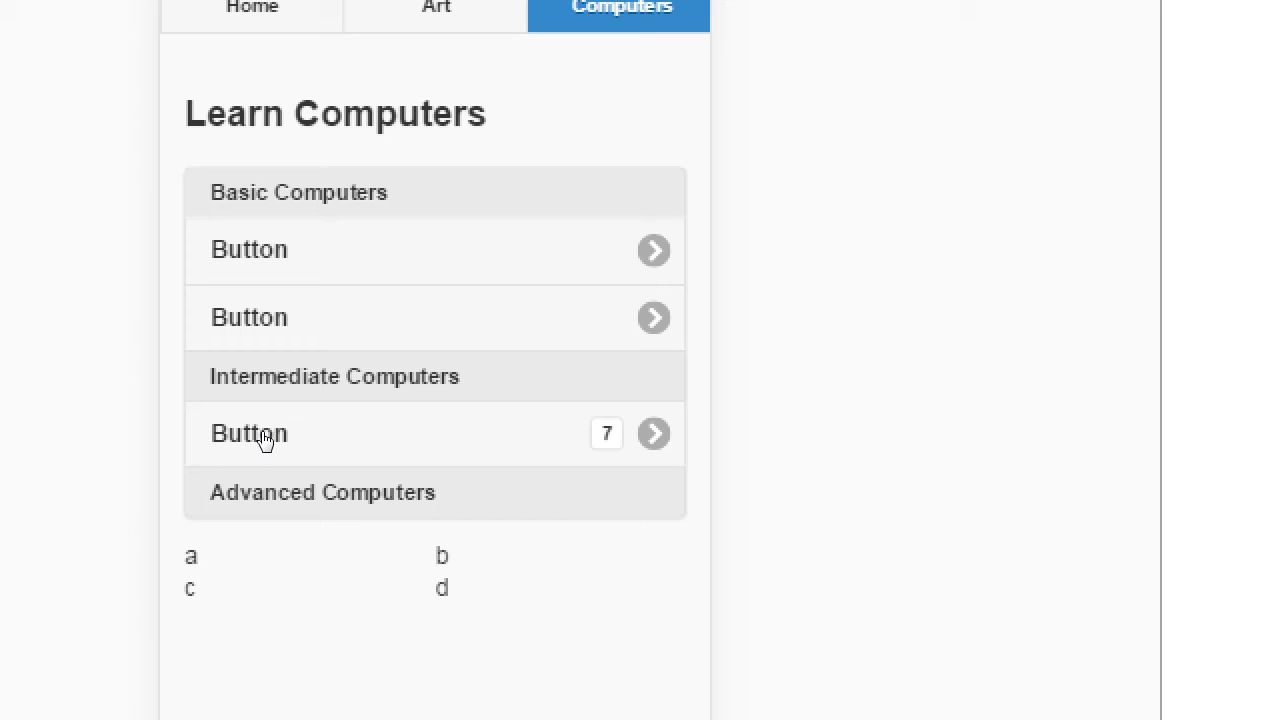 Home Art Computers
Learn Computers
Basic Computers
Button
Button
Intermediate Computers
Button 7
Advanced Computers
a b
c d